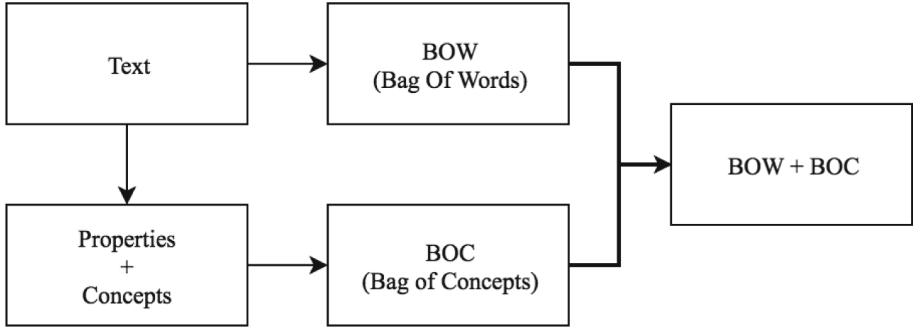 Text
BOW
(Bag Of Words)
BOW + BOC
Properties
+
Concepts
BOC
(Bag of Concepts)